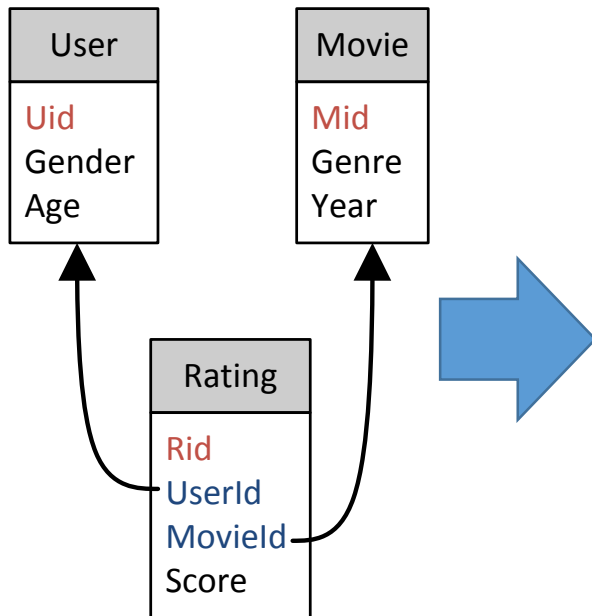 User
Uid
Gender
Age
Movie
Mid
Genre
Year
Rating
Rid
UserId
MovieId
Score